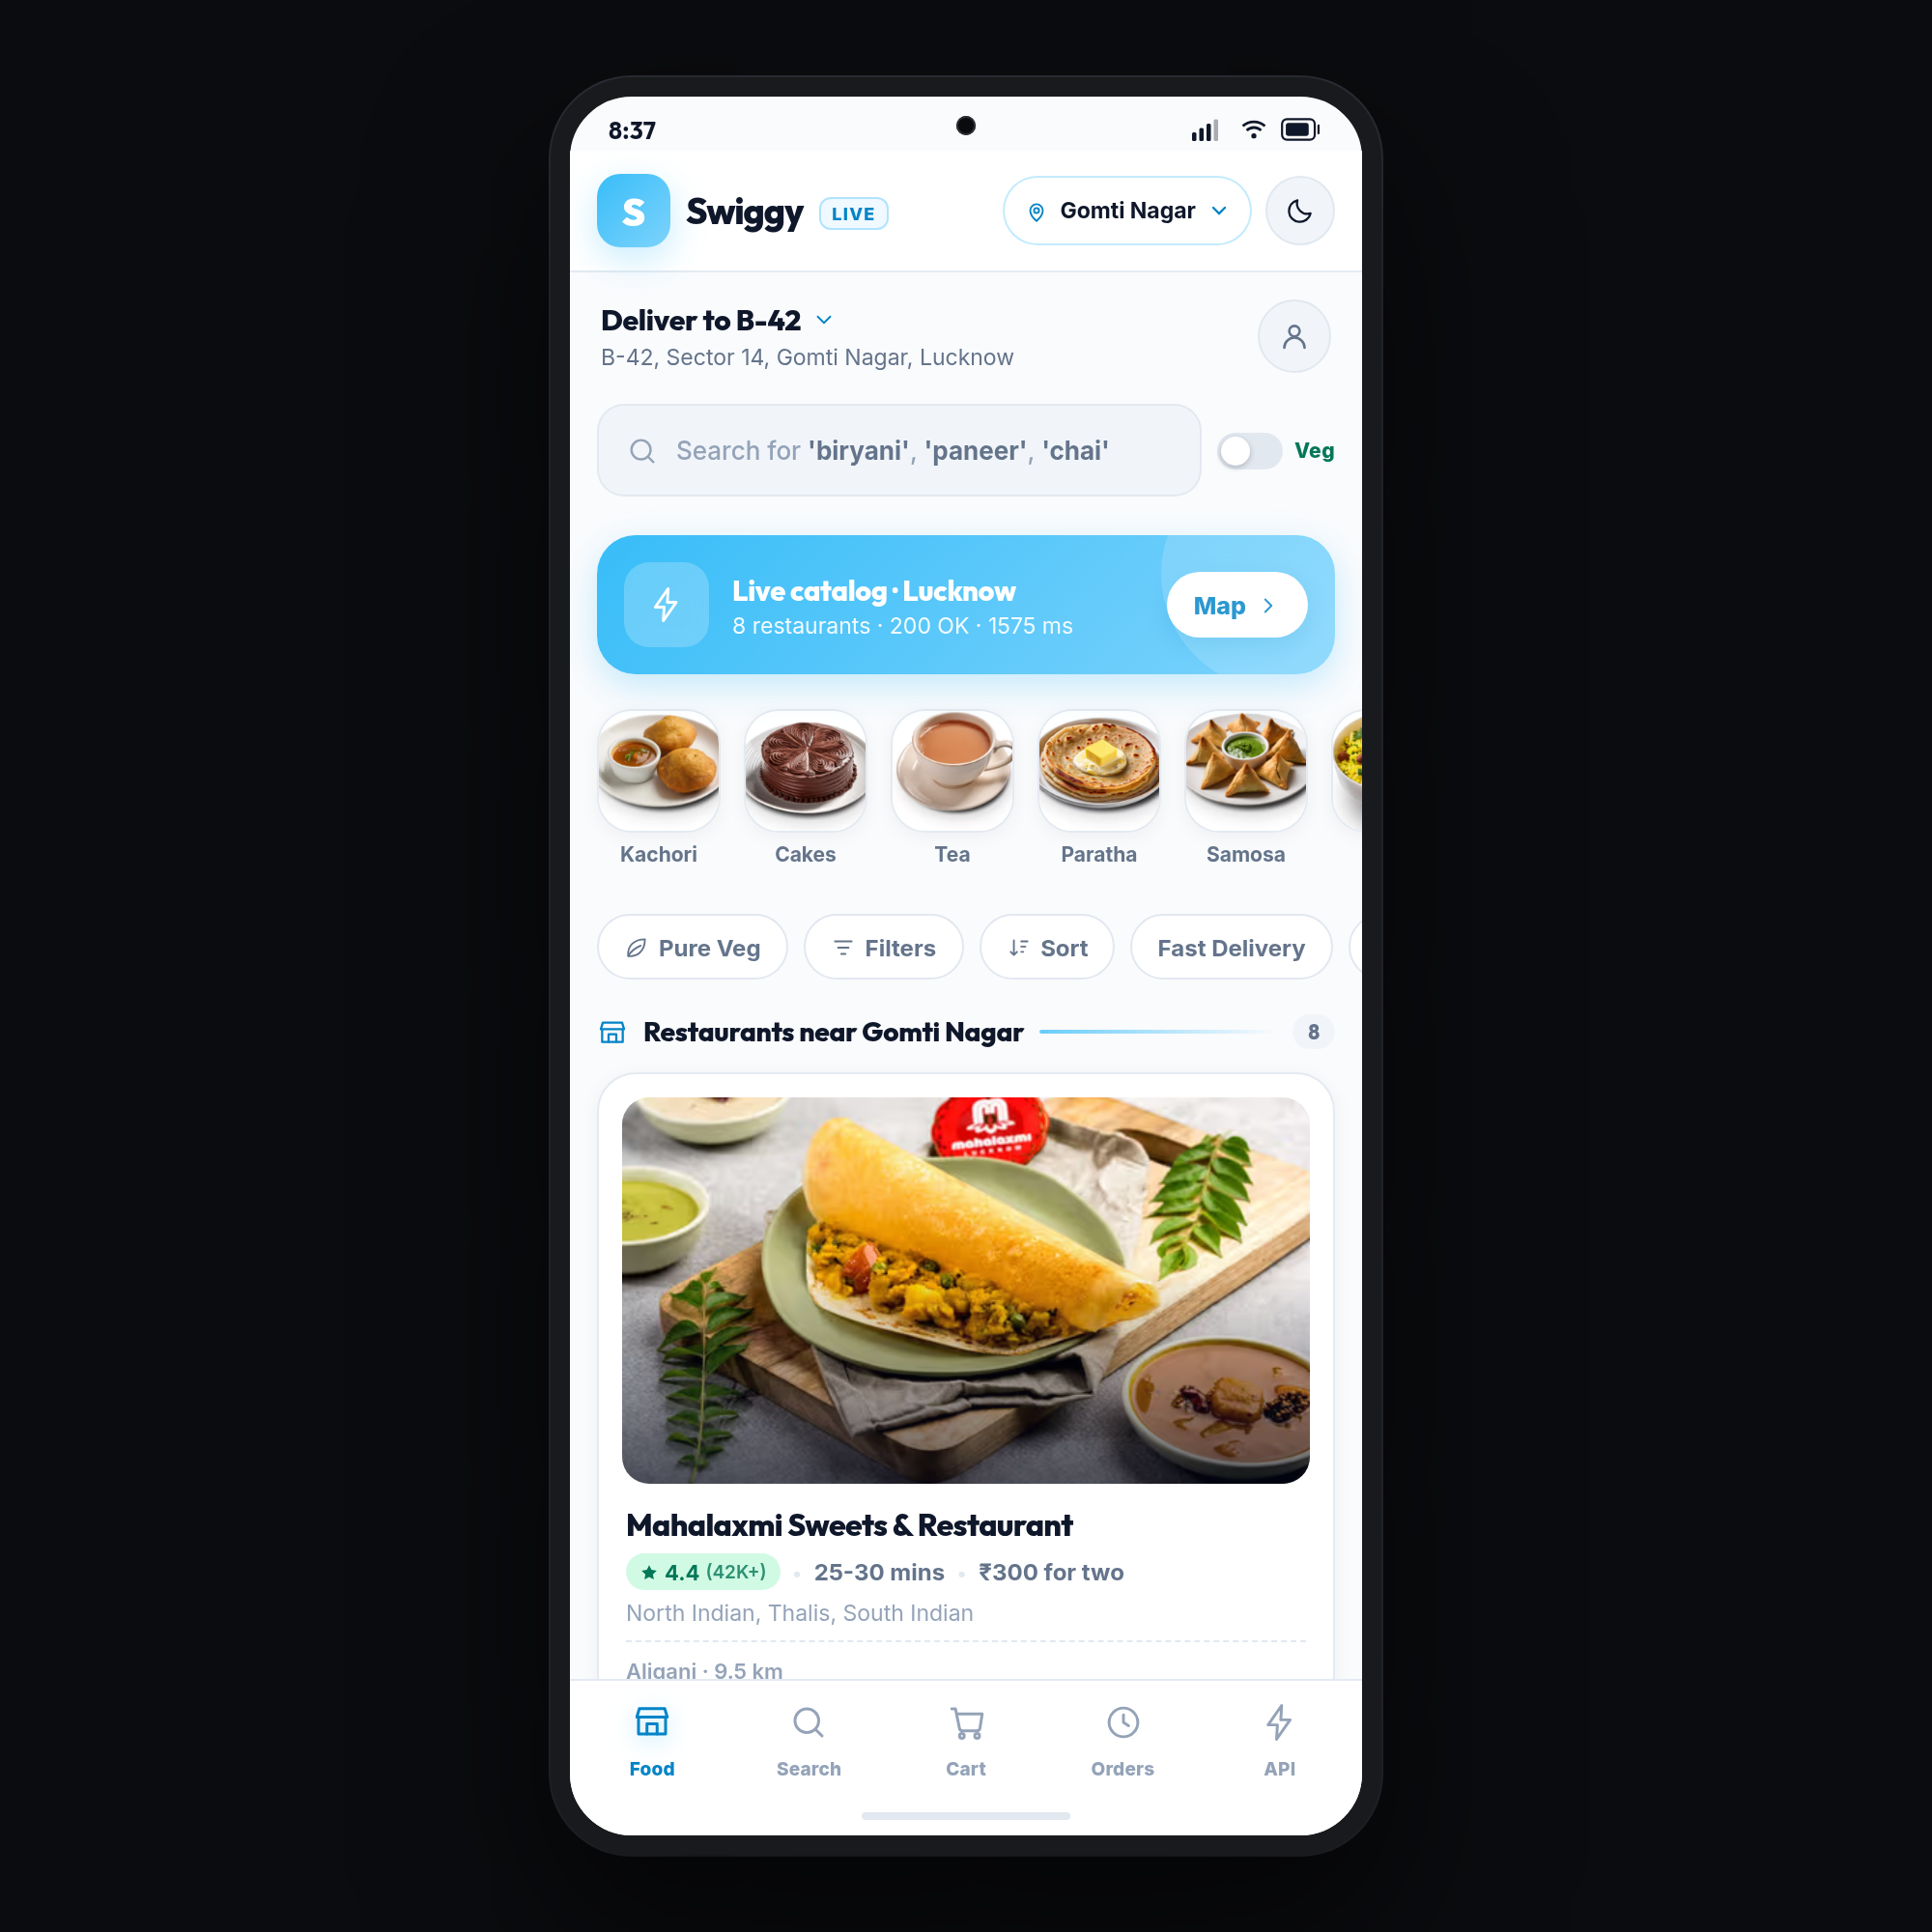 8:37
S Swiggy LIVE Gomti Nagar
Deliver to B-42
B-42, Sector 14, Gomti Nagar, Lucknow
Search for 'biryani', 'paneer', 'chai' Veg
Live catalog · Lucknow
8 restaurants · 200 OK · 1575 ms
Map
Kachori Cakes Tea Paratha Samosa
Pure Veg Filters Sort Fast Delivery
Restaurants near Gomti Nagar 8
mahalaxmi
LUCKNOW
Mahalaxmi Sweets & Restaurant
4.4 (42K+) • 25-30 mins • ₹300 for two
North Indian, Thalis, South Indian
Aliganj · 9.5 km
Food Search Cart Orders API